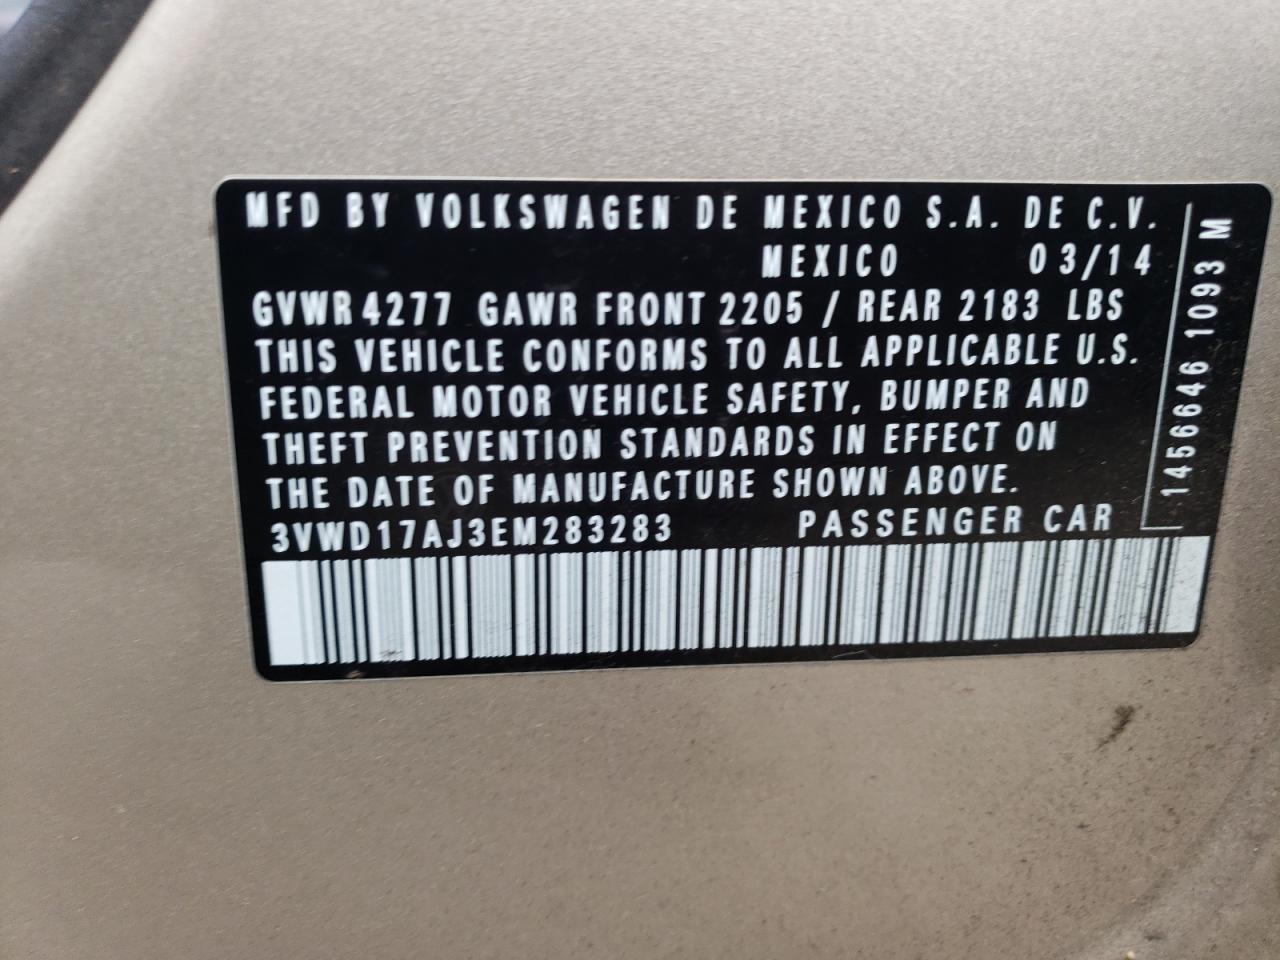 MFD BY VOLKSWAGEN DE MEXICO S.A. DE C.V.
MEXICO 03/14
GVWR 4277 GAWR FRONT 2205 / REAR 2183 LBS
THIS VEHICLE CONFORMS TO ALL APPLICABLE U.S.
FEDERAL MOTOR VEHICLE SAFETY, BUMPER AND
THEFT PREVENTION STANDARDS IN EFFECT ON
THE DATE OF MANUFACTURE SHOWN ABOVE.
3VWD17AJ3EM283283 PASSENGER CAR
1456646 1093 M